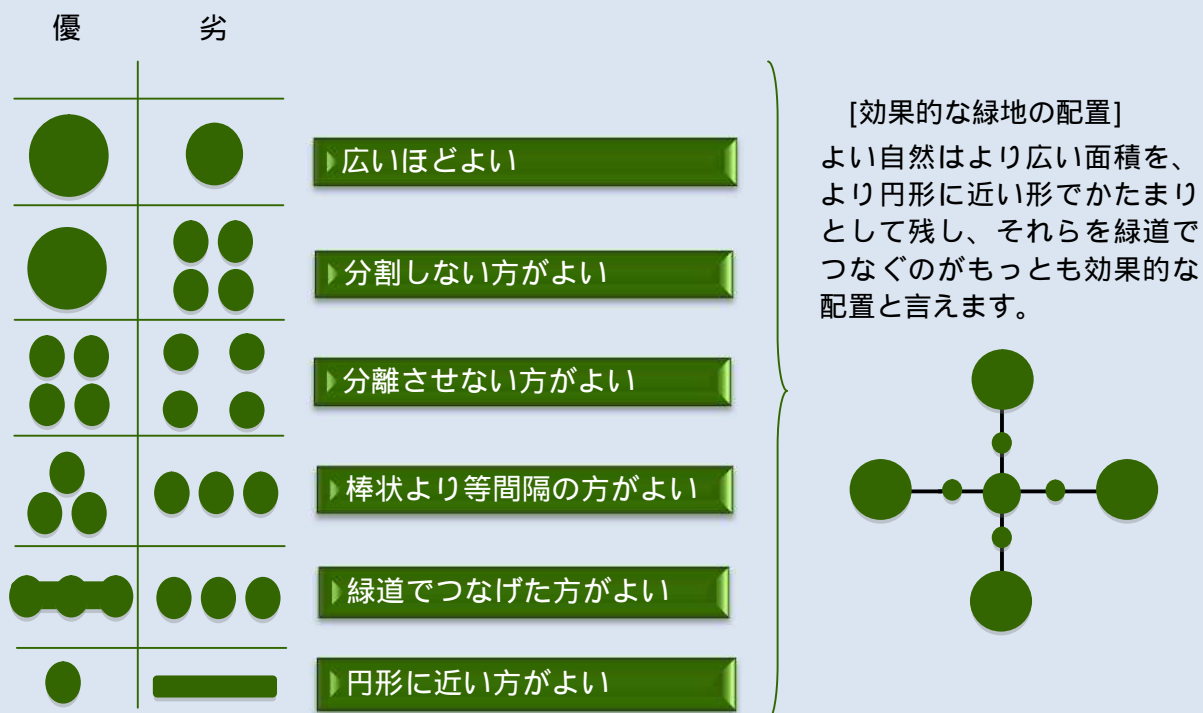 優 劣
広いほどよい
分割しない方がよい
分離させない方がよい
棒状より等間隔の方がよい
緑道でつなげた方がよい
円形に近い方がよい
[効果的な緑地の配置]
よい自然はより広い面積を、
より円形に近い形でかたまり
として残し、それらを緑道で
つなぐのがもっとも効果的な
配置と言えます。